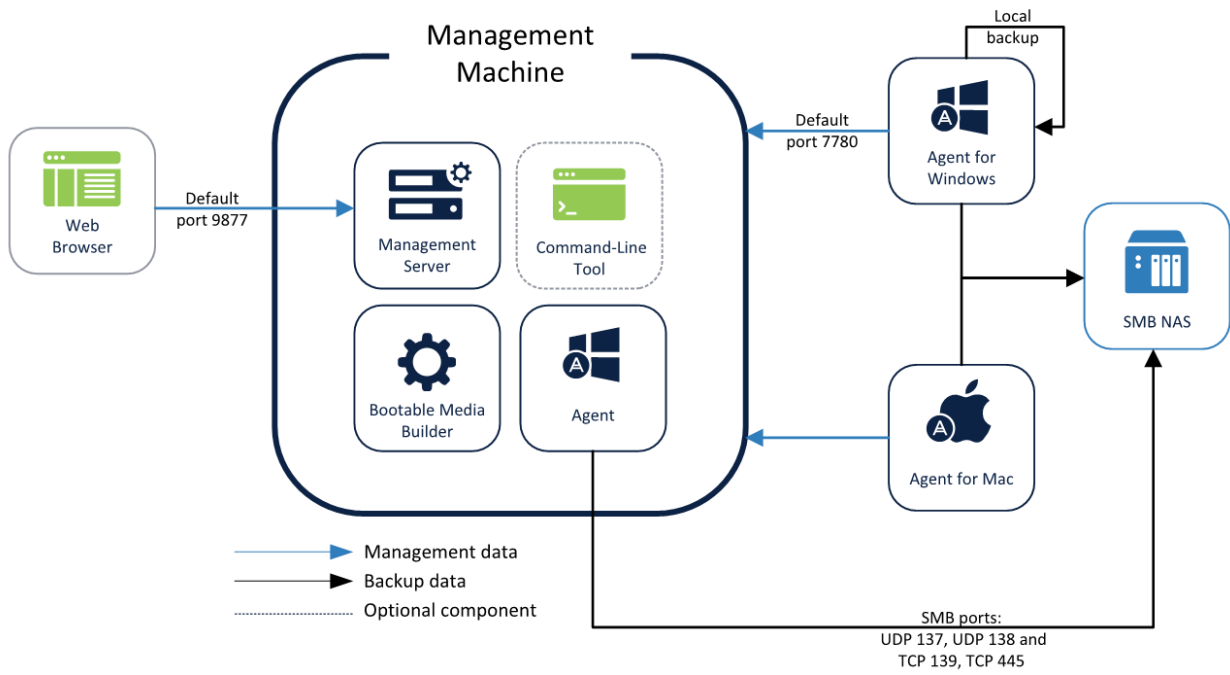 Management
Machine
Local
backup
Default
port 7780
Agent for
Windows
Web
Browser
Default
port 9877
Management
Server
Command-Line
Tool
SMB NAS
Bootable Media
Builder
Agent
Agent for Mac
Management data
Backup data
Optional component
SMB ports:
UDP 137, UDP 138 and
TCP 139, TCP 445